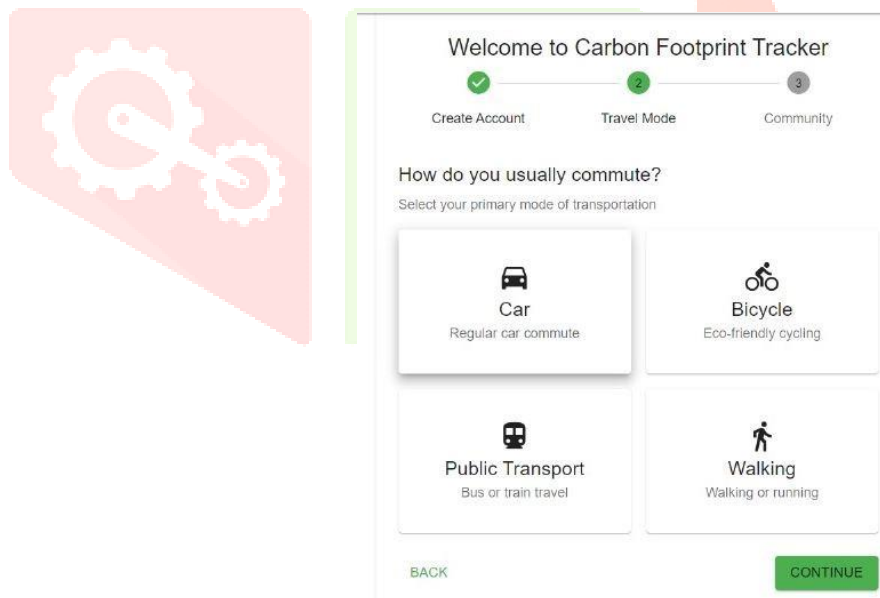 Welcome to Carbon Footprint Tracker
2 3
Create Account Travel Mode Community
How do you usually commute?
Select your primary mode of transportation
Car Bicycle
Regular car commute Eco-friendly cycling
Public Transport Walking
Bus or train travel Walking or running
BACK CONTINUE